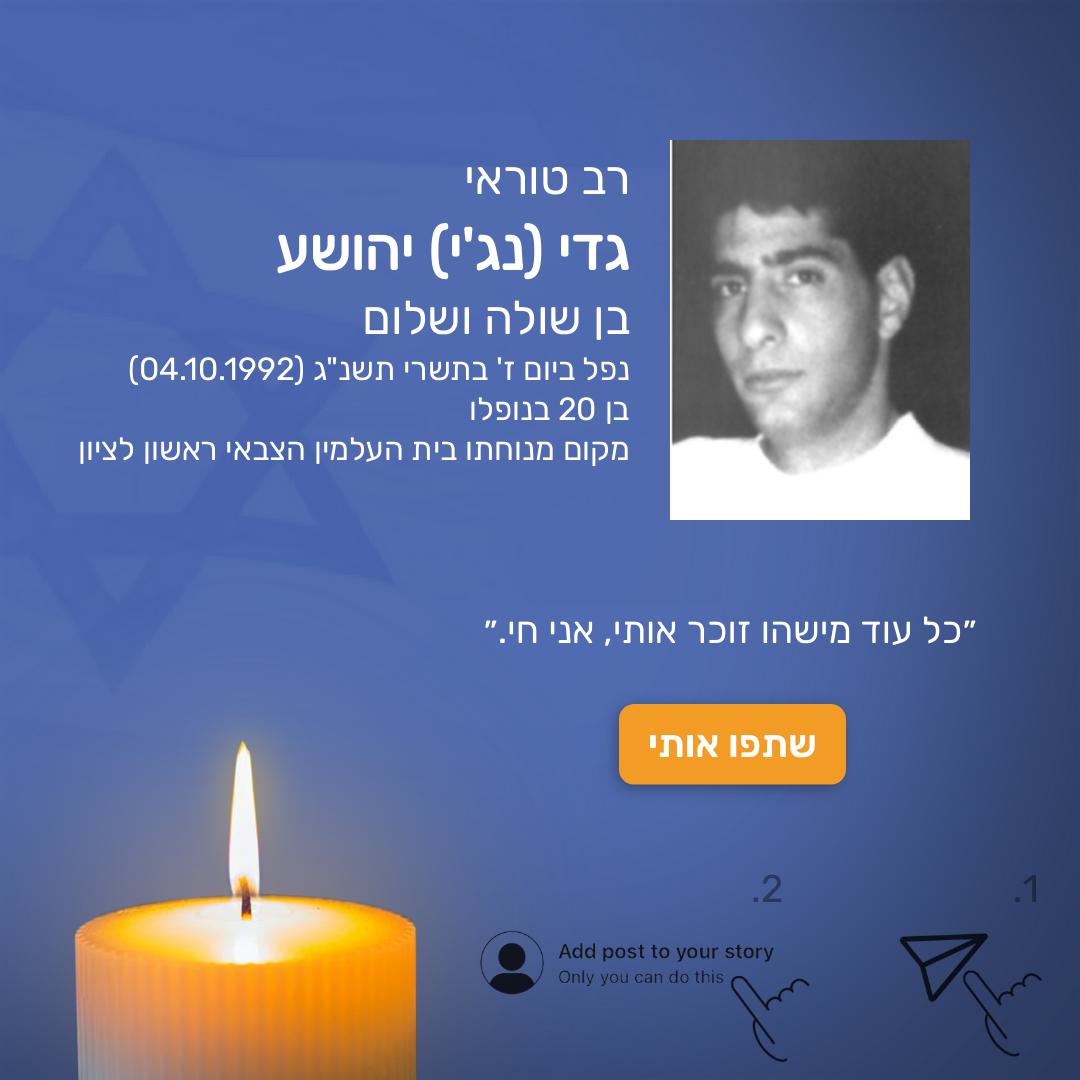 רב טוראי
גדי (נג'י) יהושע
בן שולה ושלום
נפל ביום ז' בתשרי תשנ"ג (04.10.1992)
בן 20 בנופלו
מקום מנוחתו בית העלמין הצבאי ראשון לציון
״כל עוד מישהו זוכר אותי, אני חי.״
שתפו אותי
.1
.2
Add post to your story
Only you can do this